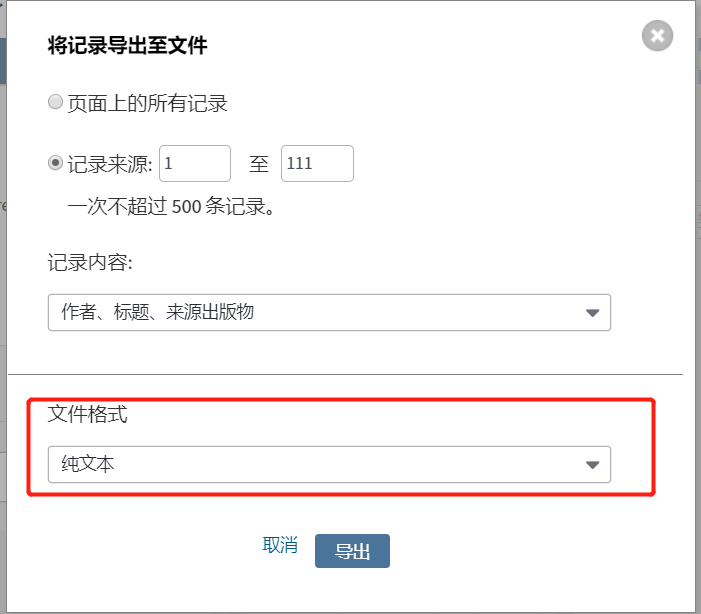 将记录导出至文件
页面上的所有记录
记录来源: 1 至 111
一次不超过 500 条记录。
记录内容:
作者、标题、来源出版物
文件格式
纯文本
取消 导出